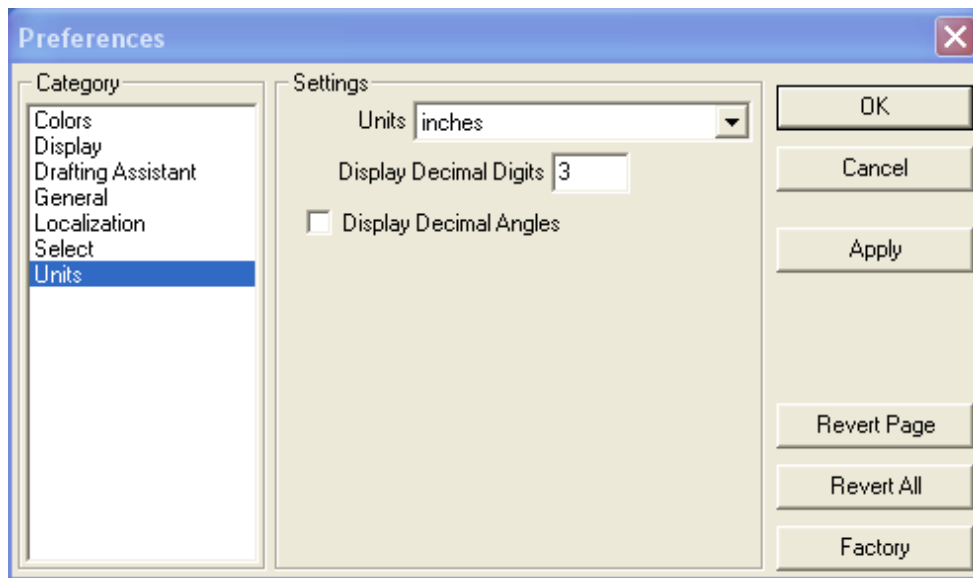 Preferences
Category
Colors
Display
Drafting Assistant
General
Localization
Select
Units
Settings
Units inches
Display Decimal Digits 3
Display Decimal Angles
OK
Cancel
Apply
Revert Page
Revert All
Factory